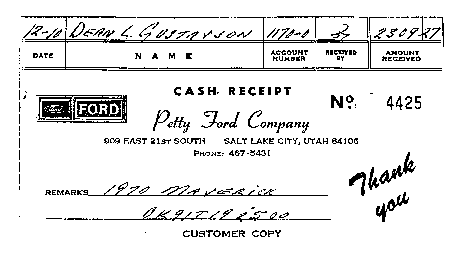 12-10 DEAN L. GUSTAVSON 1170-0 2309 27
DATE NAME ACCOUNT NUMBER RECEIVED BY AMOUNT RECEIVED
CASH RECEIPT
FORD No. 4425
Petty Ford Company
909 EAST 21ST SOUTH SALT LAKE CITY, UTAH 84106
PHONE: 467-5431
Thank you
REMARKS 1970 MAVERICK
OK91T192500
CUSTOMER COPY